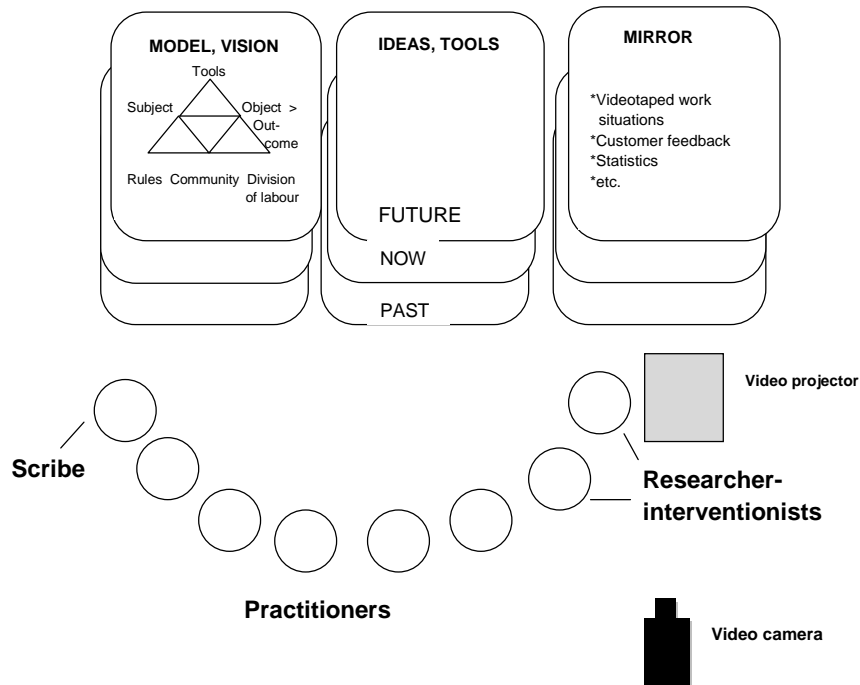 MODEL, VISION
Tools
Subject
Object >
Out-
come
Rules Community Division
of labour
IDEAS, TOOLS
FUTURE
NOW
PAST
MIRROR
*Videotaped work
situations
*Customer feedback
*Statistics
*etc.
Video projector
Scribe
Researcher-
interventionists
Practitioners
Video camera